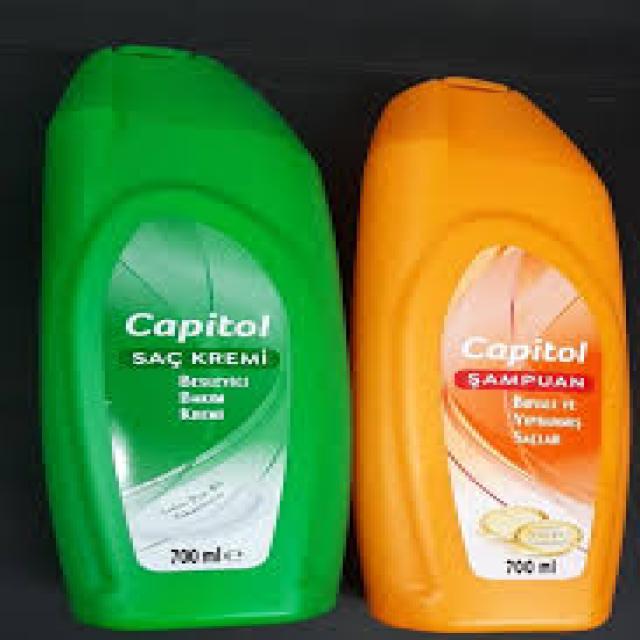 Capitol
SAÇ KREMİ
BESLEYİCİ
BAKIM
KREMİ
700 ml
Capitol
ŞAMPUAN
BOYALI VE
YIPRANMIŞ
SAÇLAR
700 ml